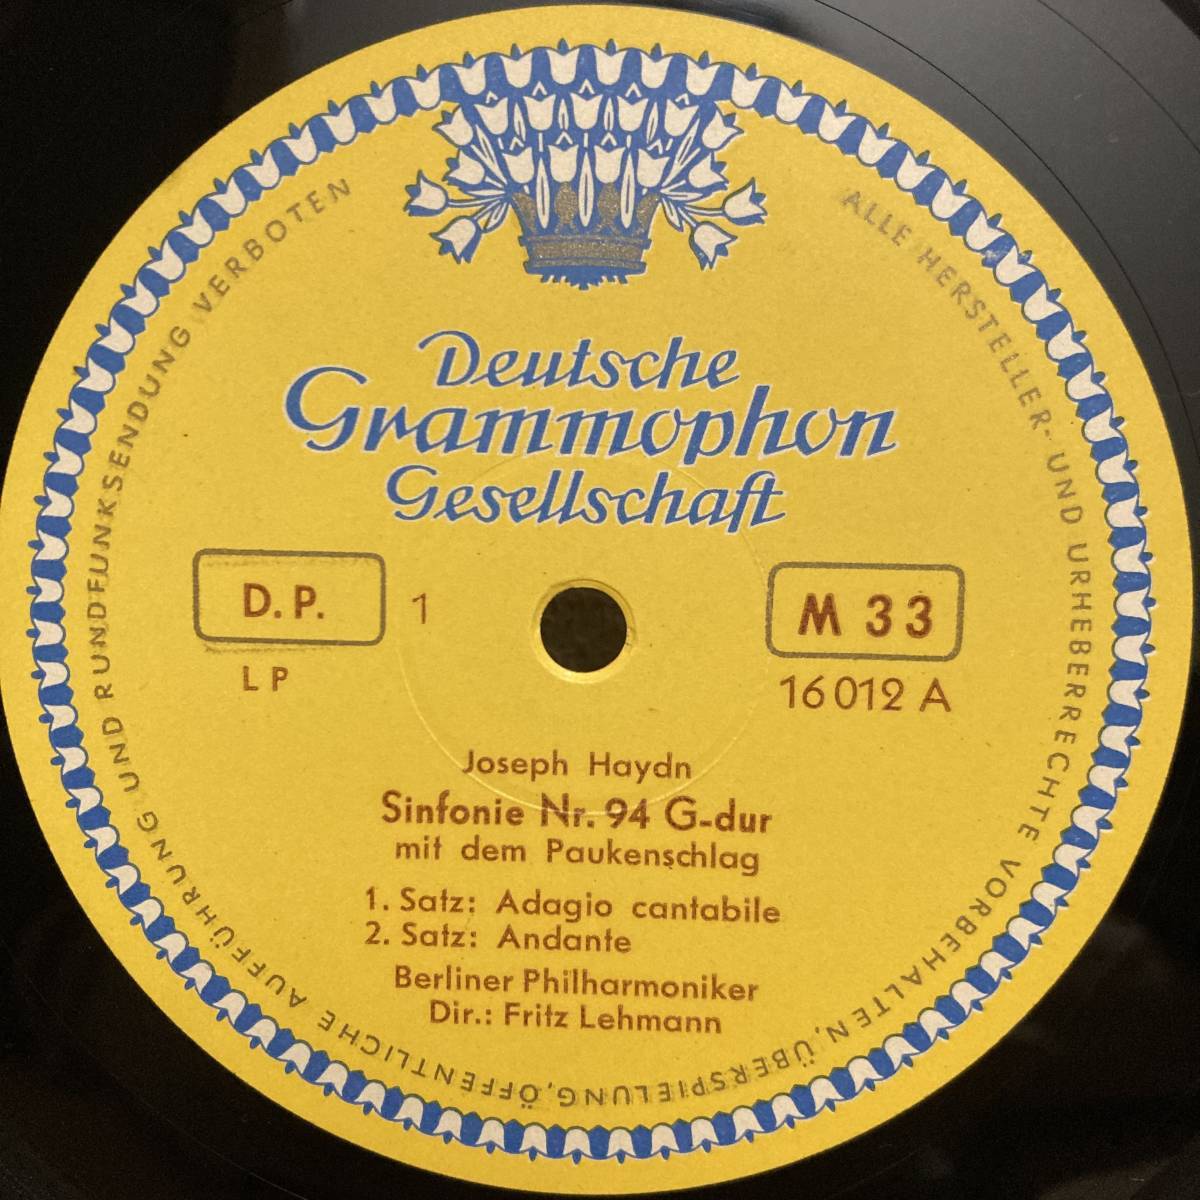 Deutsche
Grammophon
Gesellschaft
D. P.
1
M 33
L P
16 012 A
Joseph Haydn
Sinfonie Nr. 94 G-dur
mit dem Paukenschlag
1. Satz: Adagio cantabile
2. Satz: Andante
Berliner Philharmoniker
Dir.: Fritz Lehmann
ALLE HERSTELLER- UND URHEBERRECHTE VORBEHALTEN, ÜBERSPIELUNG, ÖFFENTLICHE AUFFÜHRUNG UND RUNDFUNKSENDUNG VERBOTEN